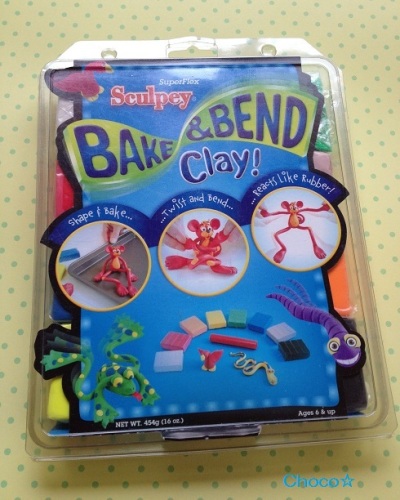 SuperFlex
Sculpey
BAKE & BEND
Clay!
Shape & Bake...
...Twist and Bend...
...Reacts Like Rubber!
NET WT. 454g (16 oz.)
Ages 6 & up
Choco☆